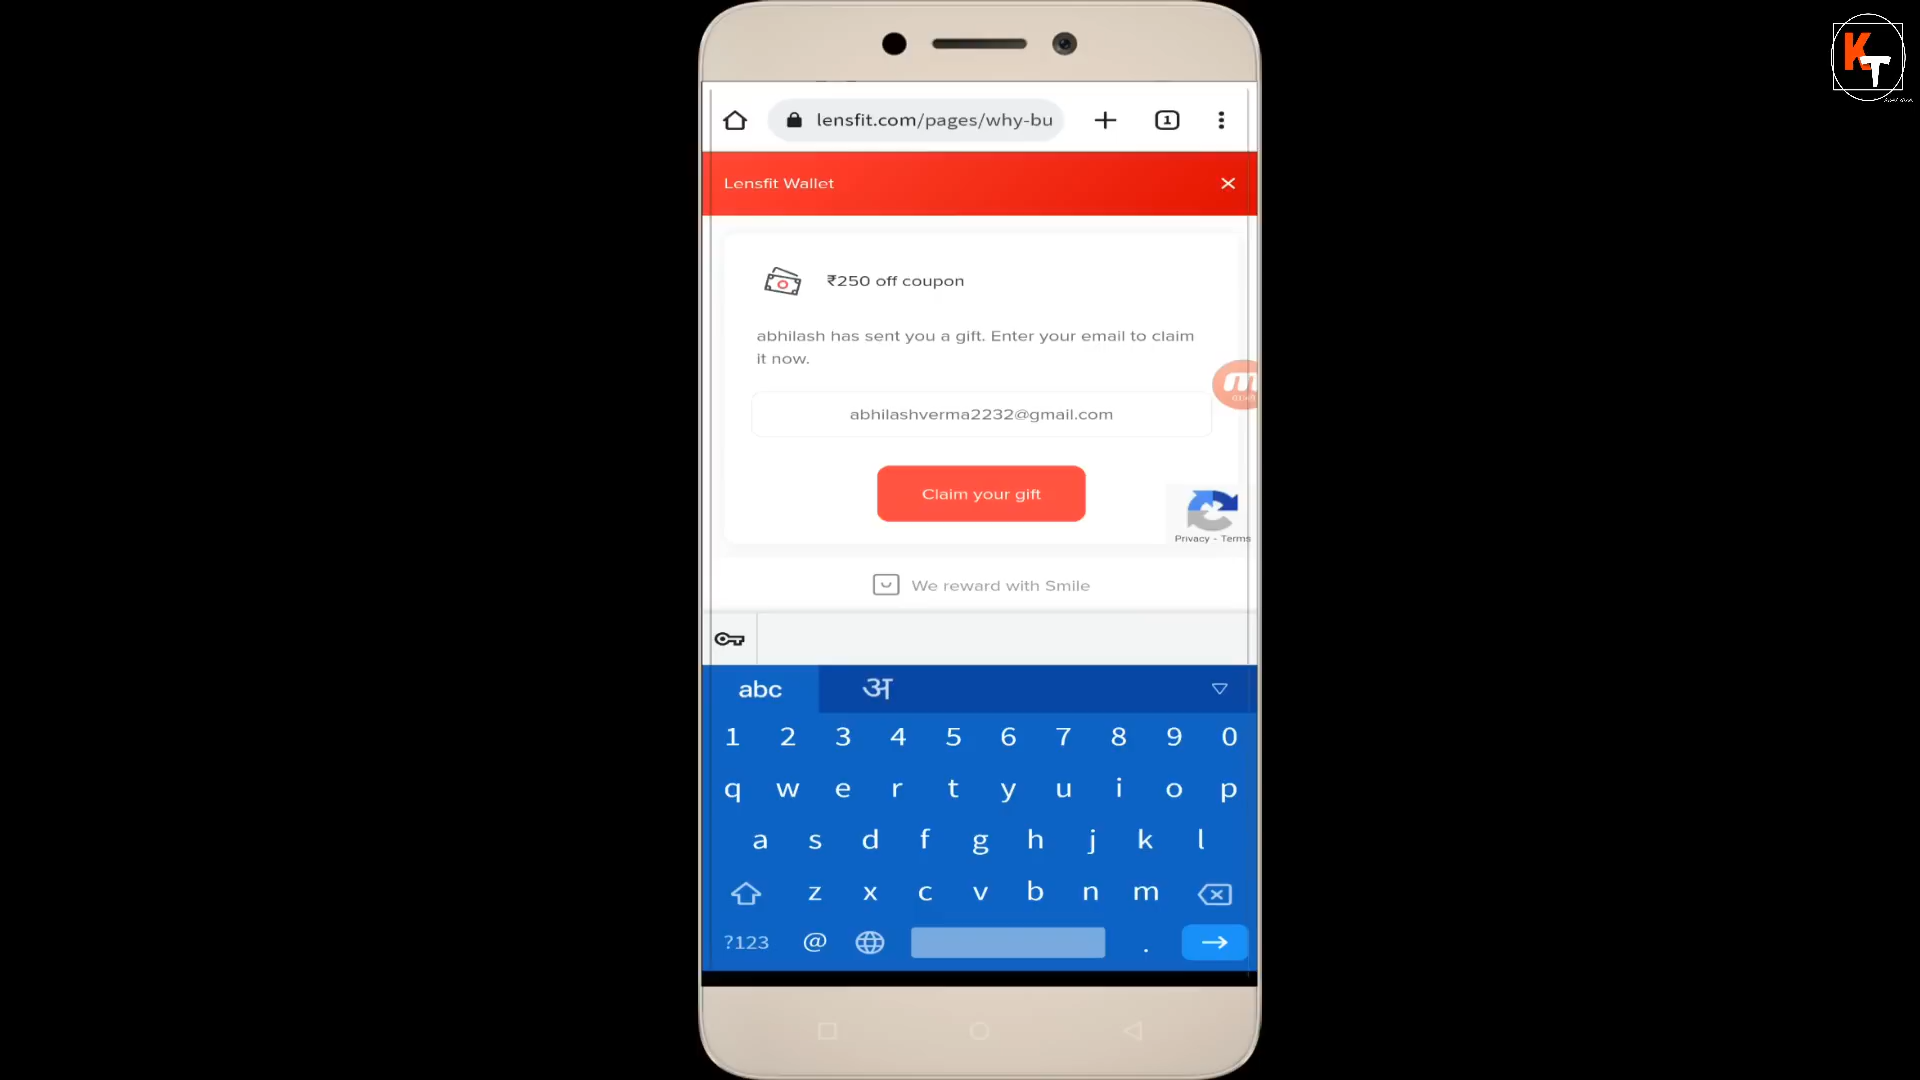 KT
lensfit.com/pages/why-bu
1
Lensfit Wallet
₹250 off coupon
abhilash has sent you a gift. Enter your email to claim
it now.
abhilashverma2232@gmail.com
Claim your gift
Privacy - Terms
We reward with Smile
abc अ
1 2 3 4 5 6 7 8 9 0
q w e r t y u i o p
a s d f g h j k l
z x c v b n m
?123 @ .